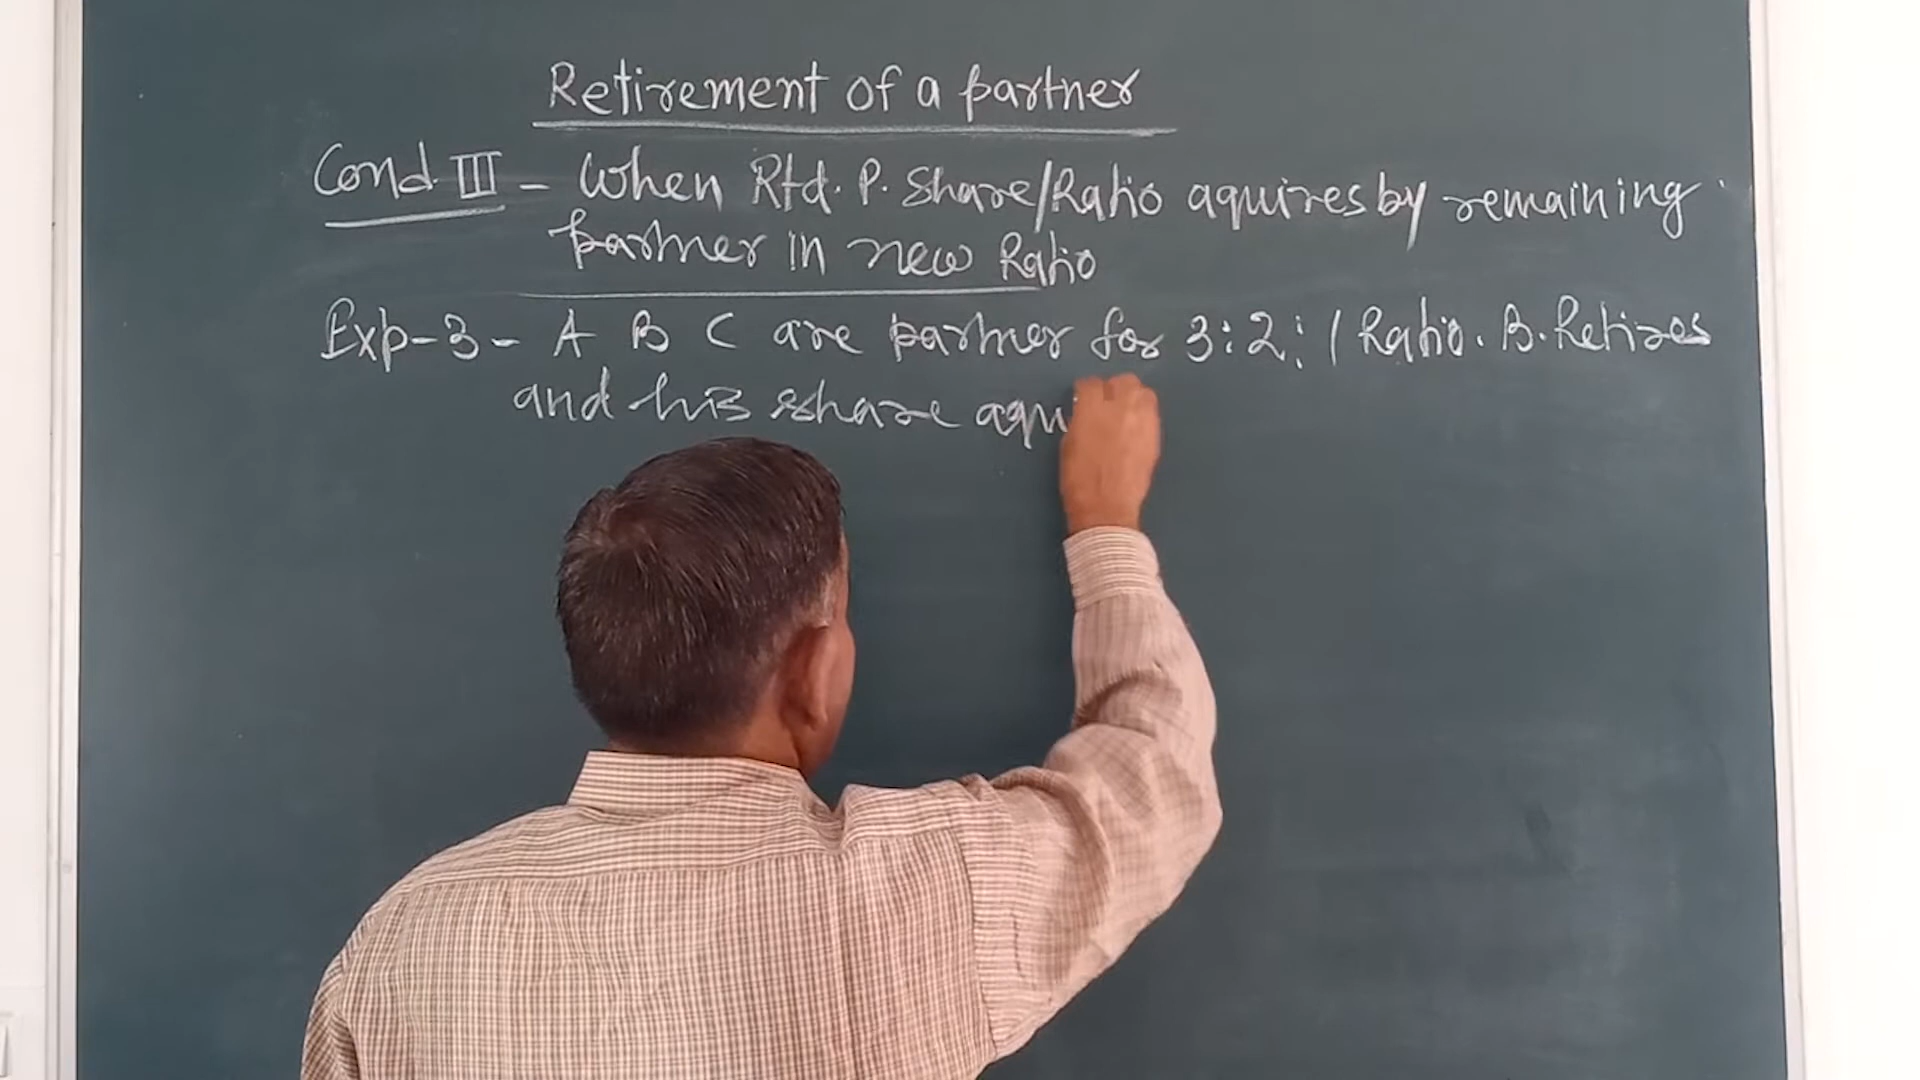 Retirement of a partner
Cond. III - When Rtd. P. Share/Ratio aquires by remaining
partner in new Ratio
Exp-3 - A B C are partner for 3:2:1 Ratio. B. Retires
and his share aqu